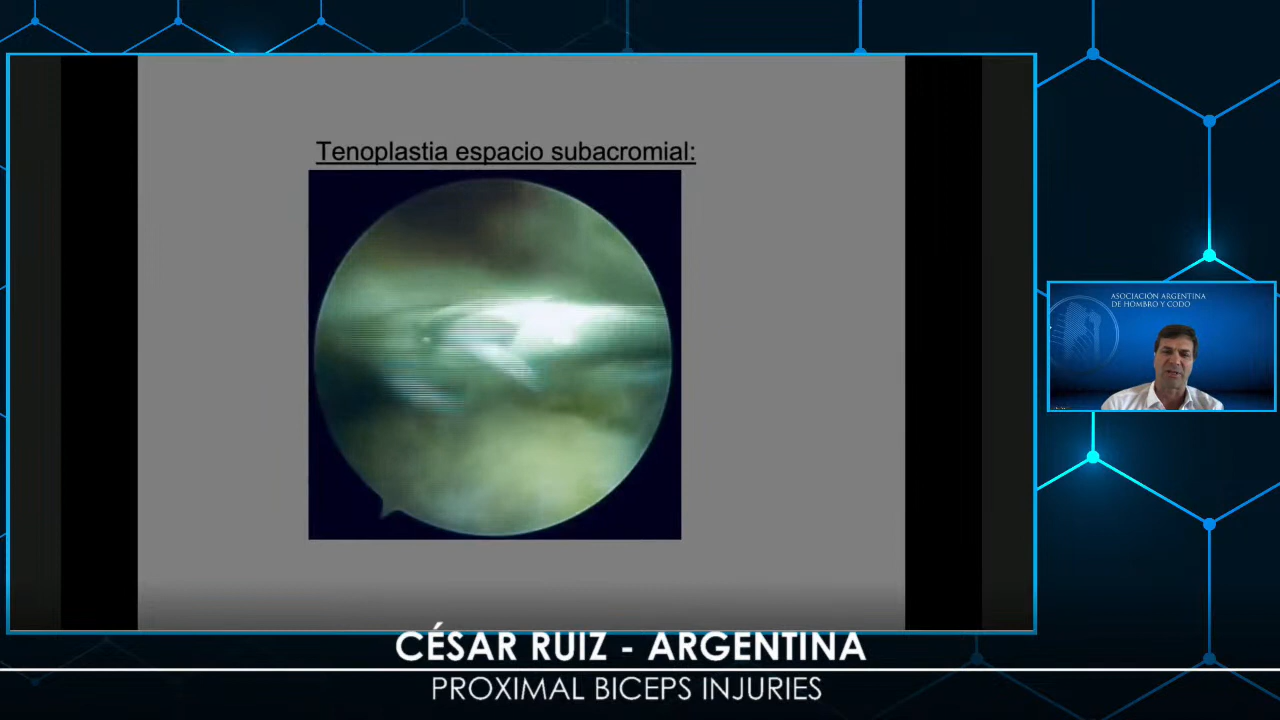 Tenoplastia espacio subacromial:
ASOCIACIÓN ARGENTINA
DE HOMBRO Y CODO
CÉSAR RUIZ - ARGENTINA
PROXIMAL BICEPS INJURIES